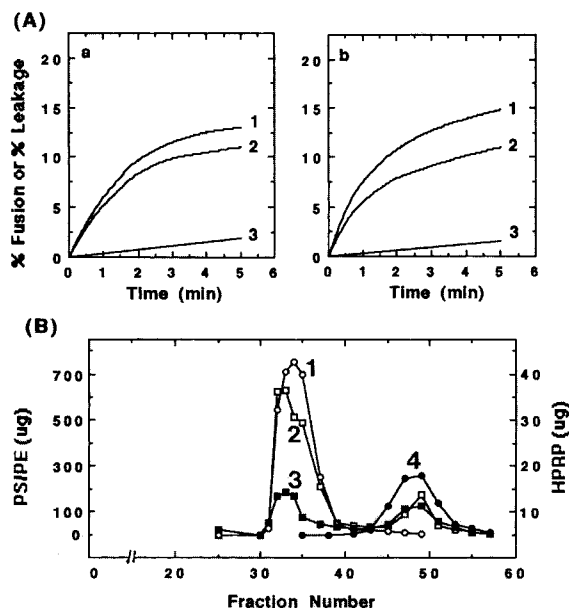 (A)
a
b
% Fusion or % Leakage
20
15
10
5
0
1
2
3
0 1 2 3 4 5 6
Time (min)
20
15
10
5
0
1
2
3
0 1 2 3 4 5 6
Time (min)
(B)
PS/PE (ug)
700
500
300
100
0
1
2
3
4
40
30
20
10
HPRP (ug)
0 20 30 40 50 60
Fraction Number